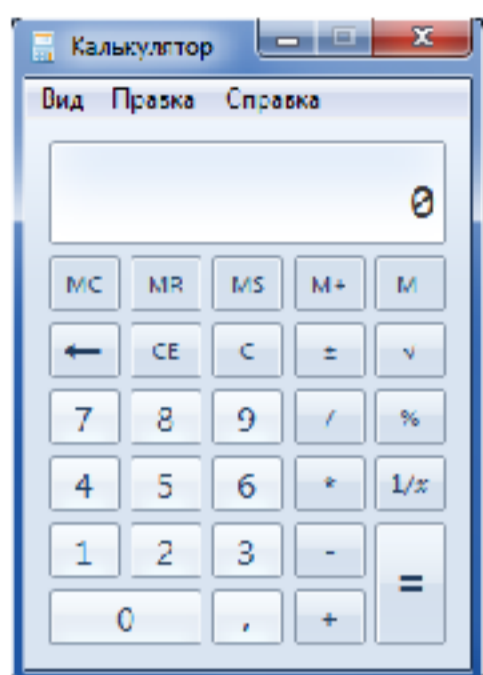 Калькулятор
Вид Правка Справка
0
MC MR MS M+ M
← CE C ± √
7 8 9 / %
4 5 6 * 1/x
1 2 3 - =
0 , +